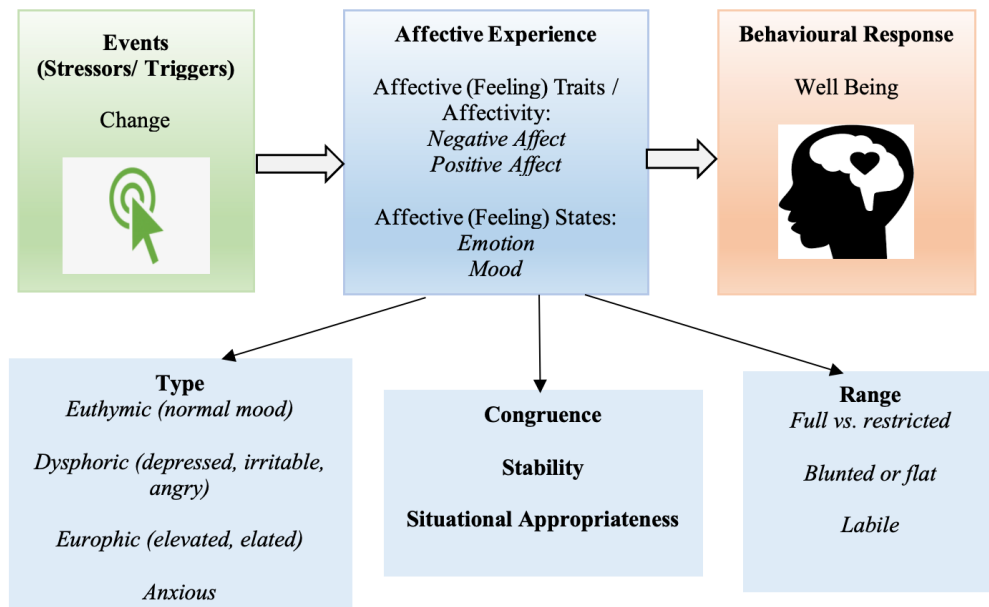 Events
(Stressors/ Triggers)
Change
Affective Experience
Affective (Feeling) Traits /
Affectivity:
Negative Affect
Positive Affect
Affective (Feeling) States:
Emotion
Mood
Behavioural Response
Well Being
Type
Euthymic (normal mood)
Dysphoric (depressed, irritable,
angry)
Europhic (elevated, elated)
Anxious
Congruence
Stability
Situational Appropriateness
Range
Full vs. restricted
Blunted or flat
Labile